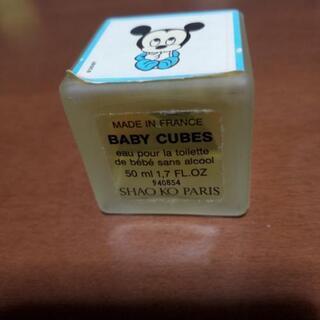 MADE IN FRANCE
BABY CUBES
eau pour la toilette
de bébé sans alcool
50 ml 1,7 FL.OZ
940854
SHAO KO PARIS